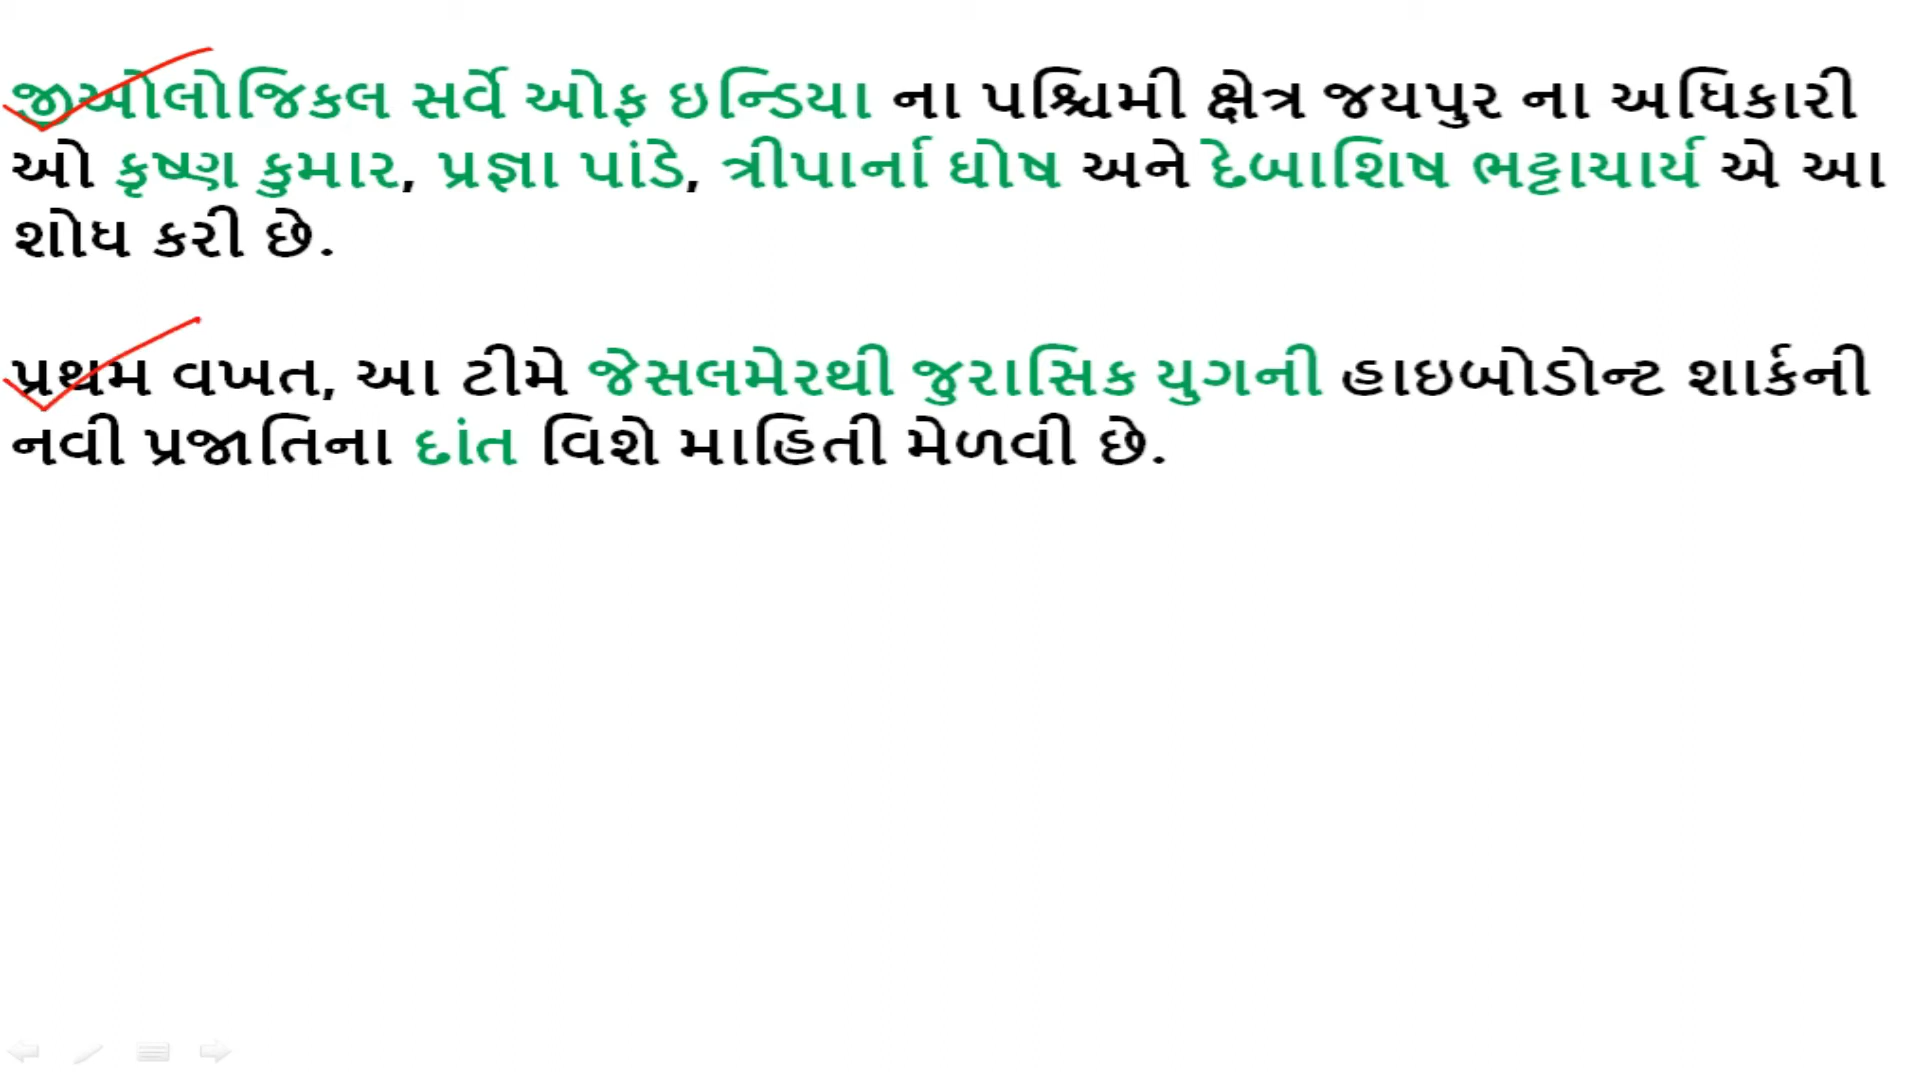 જીઓલોજિકલ સર્વે ઓફ ઇન્ડિયા ના પશ્ચિમી ક્ષેત્ર જયપુર ના અધિકારી
ઓ કૃષ્ણ કુમાર, પ્રજ્ઞા પાંડે, ત્રીપાર્ના ઘોષ અને દેબાશિષ ભટ્ટાચાર્ય એ આ
શોધ કરી છે.
પ્રથમ વખત, આ ટીમે જેસલમેરથી જુરાસિક યુગની હાઇબોડોન્ટ શાર્કની
નવી પ્રજાતિના દાંત વિશે માહિતી મેળવી છે.